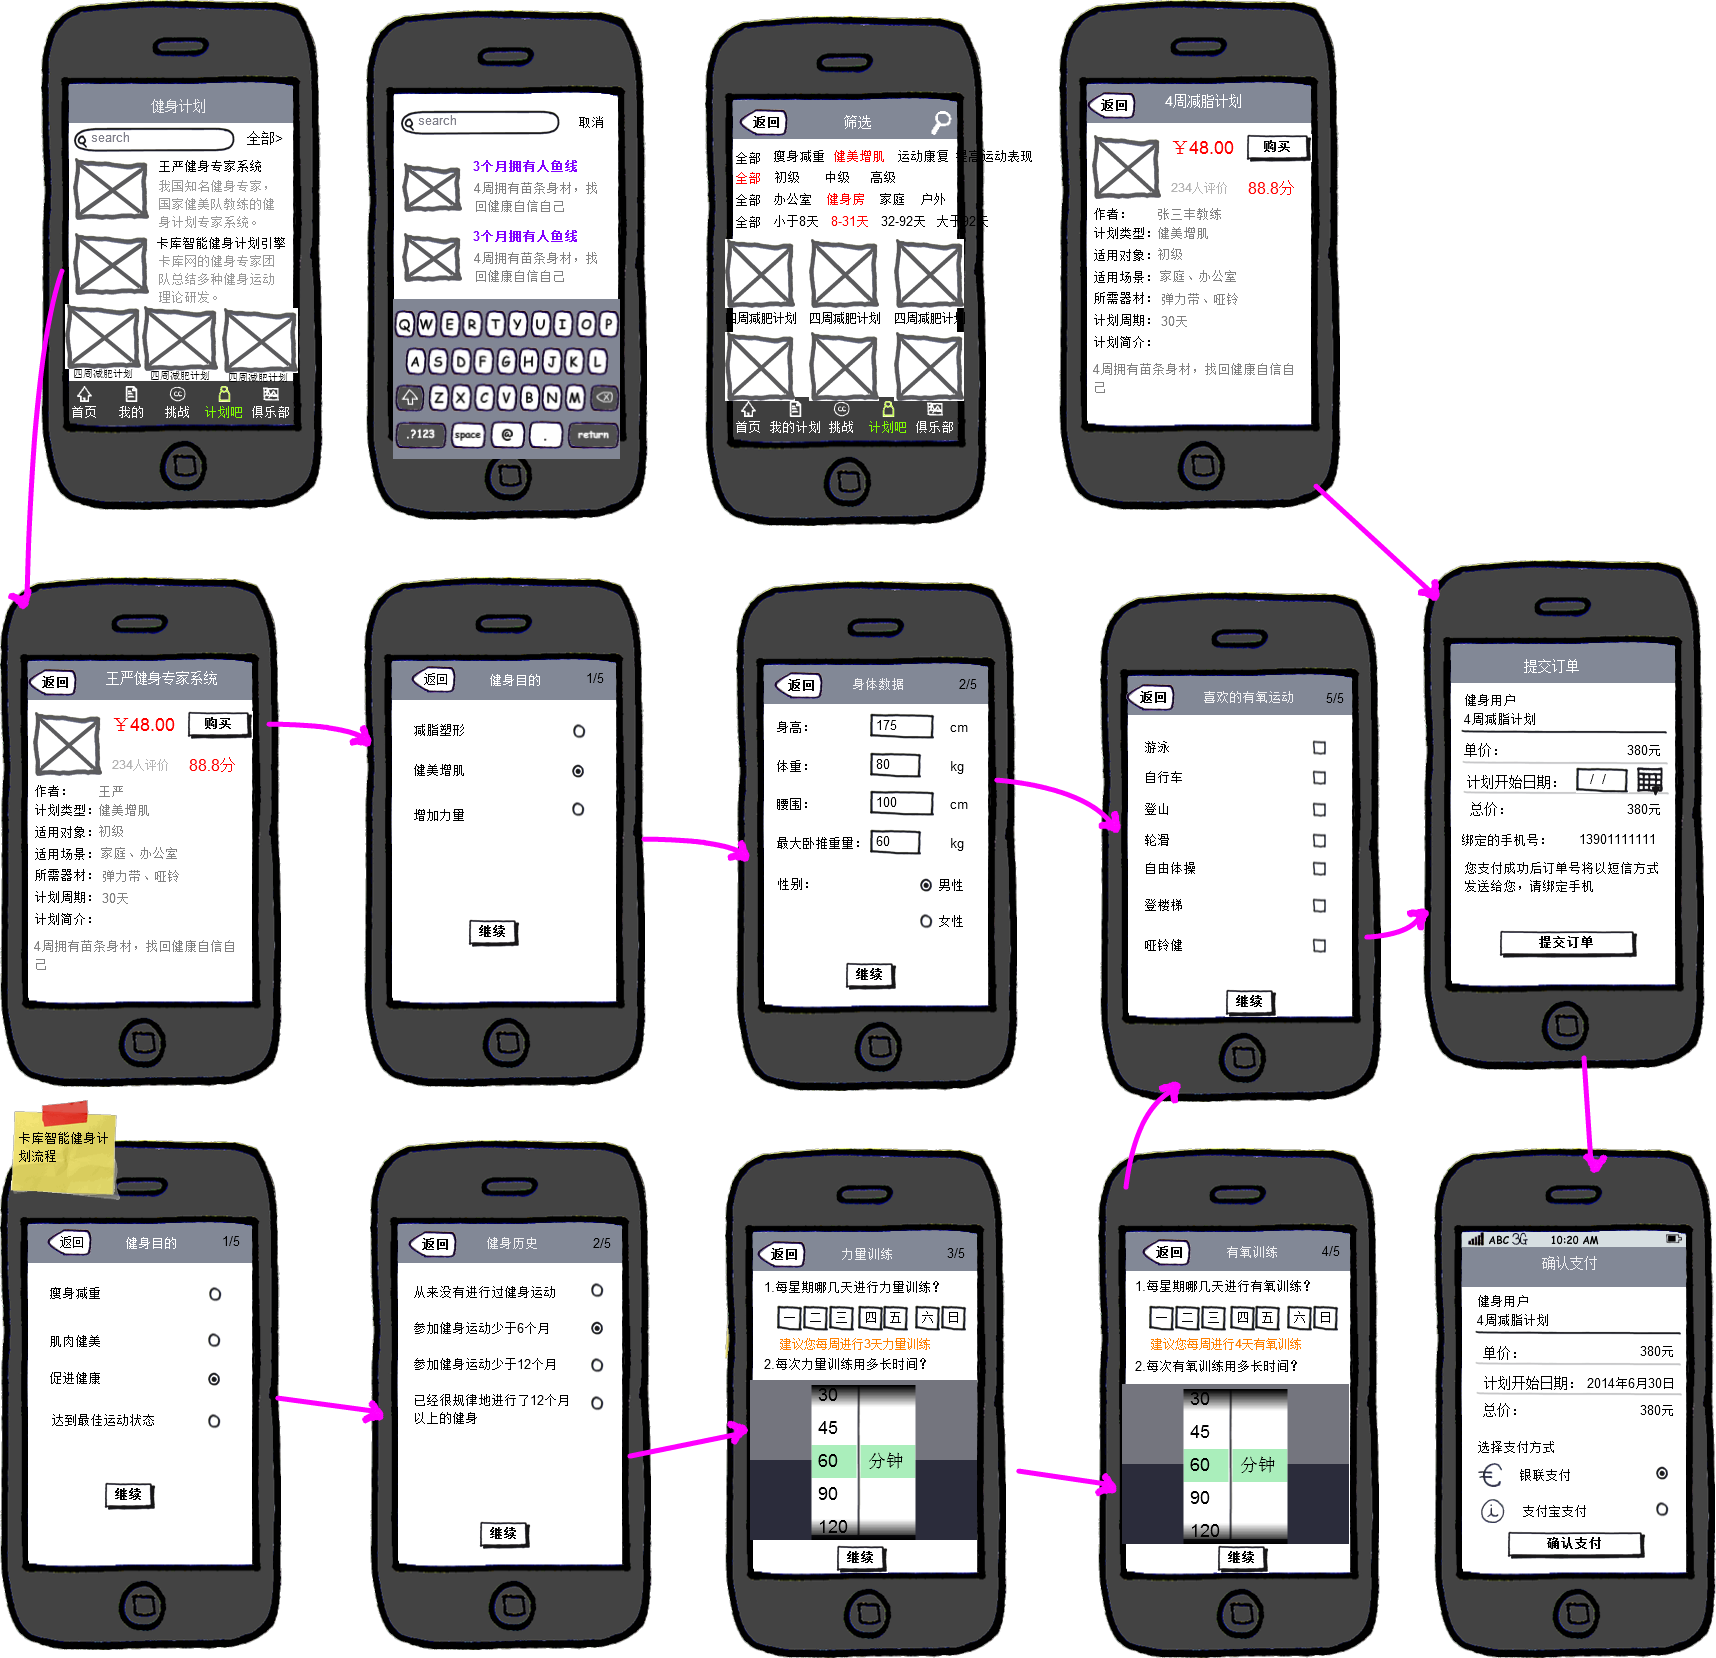 健身计划
search
全部>
王严健身专家系统
我国知名健身专家，
国家健美队教练的健
身计划专家系统。
卡库智能健身计划引擎
卡库网的健身专家团
队总结多种健身运动
理论研发。
四周减肥计划 四周减肥计划 四周减肥计划
首页 我的 挑战 计划吧 俱乐部
search
取消
3个月拥有人鱼线
4周拥有苗条身材，找
回健康自信自己
3个月拥有人鱼线
4周拥有苗条身材，找
回健康自信自己
Q W E R T Y U I O P
A S D F G H J K L
Z X C V B N M
.?123 space @ . return
返回 筛选
全部 瘦身减重 健美增肌 运动康复 提高运动表现
全部 初级 中级 高级
全部 办公室 健身房 家庭 户外
全部 小于8天 8-31天 32-92天 大于92天
四周减肥计划 四周减肥计划 四周减肥计划
首页 我的计划 挑战 计划吧 俱乐部
返回 4周减脂计划
￥48.00 购买
234人评价 88.8分
作者： 张三丰教练
计划类型：健美增肌
适用对象：初级
适用场景：家庭、办公室
所需器材：弹力带、哑铃
计划周期：30天
计划简介：
4周拥有苗条身材，找回健康自信自
己
返回 王严健身专家系统
￥48.00 购买
234人评价 88.8分
作者： 王严
计划类型：健美增肌
适用对象：初级
适用场景：家庭、办公室
所需器材：弹力带、哑铃
计划周期：30天
计划简介：
4周拥有苗条身材，找回健康自信自
己
返回 健身目的 1/5
减脂塑形
健美增肌
增加力量
继续
返回 身体数据 2/5
身高： 175 cm
体重： 80 kg
腰围： 100 cm
最大卧推重量： 60 kg
性别： 男性
女性
继续
返回 喜欢的有氧运动 5/5
游泳
自行车
登山
轮滑
自由体操
登楼梯
哑铃健
继续
提交订单
健身用户
4周减脂计划
单价： 380元
计划开始日期： / /
总价： 380元
绑定的手机号： 13901111111
您支付成功后订单号将以短信方式
发送给您，请绑定手机
提交订单
卡库智能健身计
划流程
返回 健身目的 1/5
瘦身减重
肌肉健美
促进健康
达到最佳运动状态
继续
返回 健身历史 2/5
从来没有进行过健身运动
参加健身运动少于6个月
参加健身运动少于12个月
已经很规律地进行了12个月
以上的健身
继续
返回 力量训练 3/5
1.每星期哪几天进行力量训练？
一 二 三 四 五 六 日
建议您每周进行3天力量训练
2.每次力量训练用多长时间？
30
45
60 分钟
90
120
继续
返回 有氧训练 4/5
1.每星期哪几天进行有氧训练？
一 二 三 四 五 六 日
建议您每周进行4天有氧训练
2.每次有氧训练用多长时间？
30
45
60 分钟
90
120
继续
ABC 3G 10:20 AM
确认支付
健身用户
4周减脂计划
单价： 380元
计划开始日期： 2014年6月30日
总价： 380元
选择支付方式
银联支付
支付宝支付
确认支付